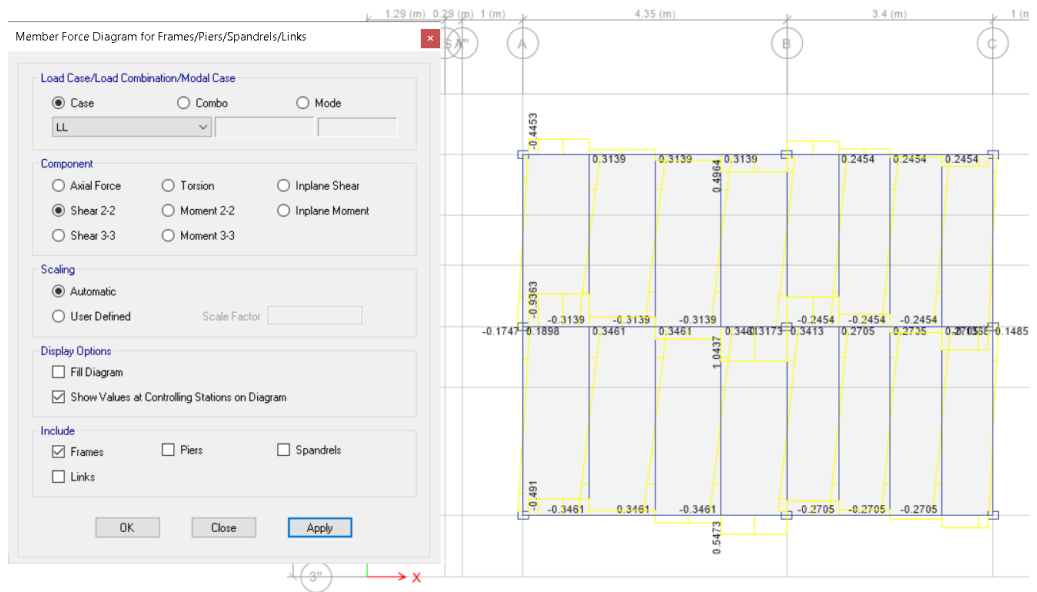 1.29 (m) 0.29 (m) 1 (m) 4.35 (m) 3.4 (m)
Member Force Diagram for Frames/Piers/Spandrels/Links
A B C
Load Case/Load Combination/Modal Case
Case Combo Mode
LL
-0.4453
Component
0.3139 0.3139 0.3139 0.2454 0.2454 0.2454
0.4964
Axial Force Torsion Inplane Shear
Shear 2-2 Moment 2-2 Inplane Moment
Shear 3-3 Moment 3-3
Scaling
Automatic
-0.9363
User Defined Scale Factor
-0.3139 -0.3139 -0.3139 -0.2454 -0.2454 -0.2454
-0.1747 0.1898 0.3461 0.3461 0.3413 0.2705 0.2705 0.1485
1.0437
Display Options
Fill Diagram
Show Values at Controlling Stations on Diagram
Include
Frames Piers Spandrels
Links
-0.491
-0.3461 0.3461 -0.3461 -0.2705 -0.2705 -0.2705
0.5473
OK Close Apply
3" X